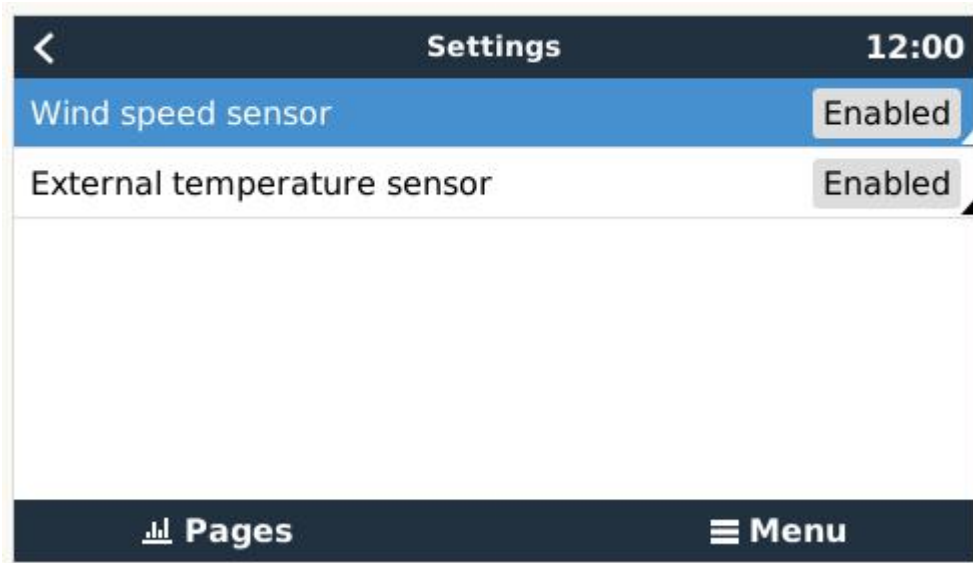 Settings 12:00
Wind speed sensor Enabled
External temperature sensor Enabled
Pages Menu